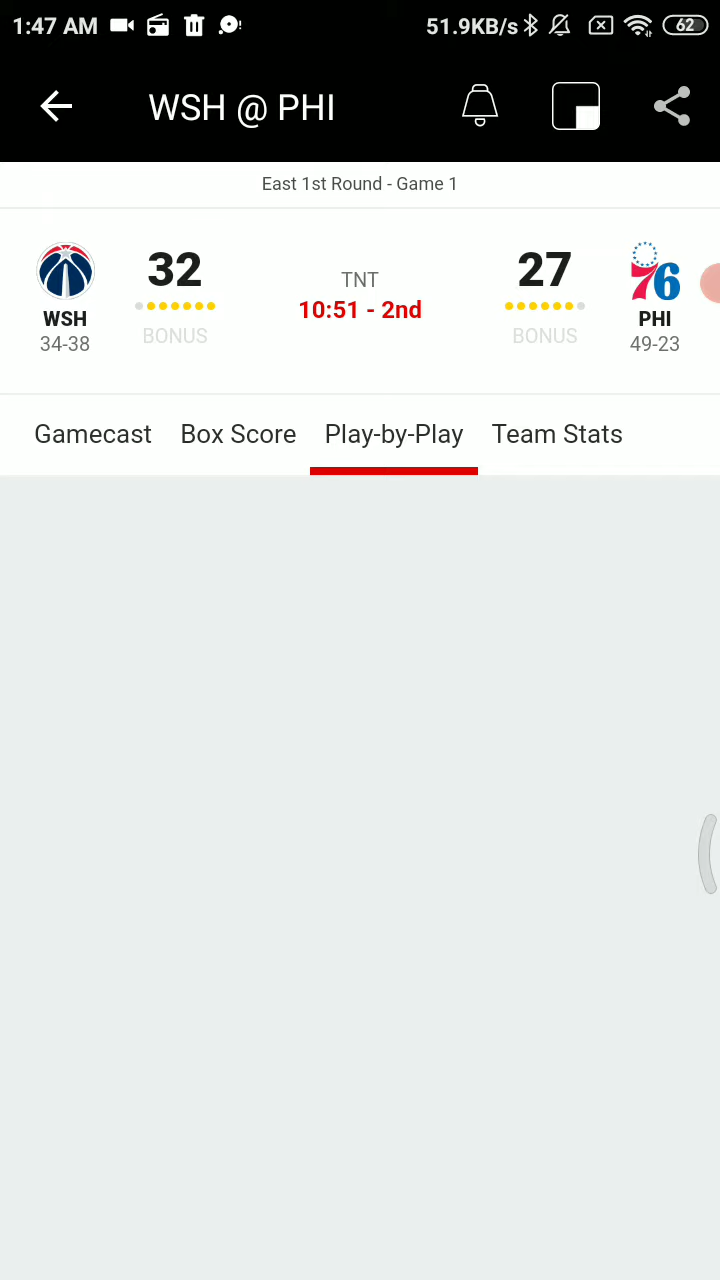 1:47 AM 51.9KB/s 62
WSH @ PHI
East 1st Round - Game 1
32 TNT 27
WSH 10:51 - 2nd PHI
34-38 BONUS BONUS 49-23
Gamecast Box Score Play-by-Play Team Stats